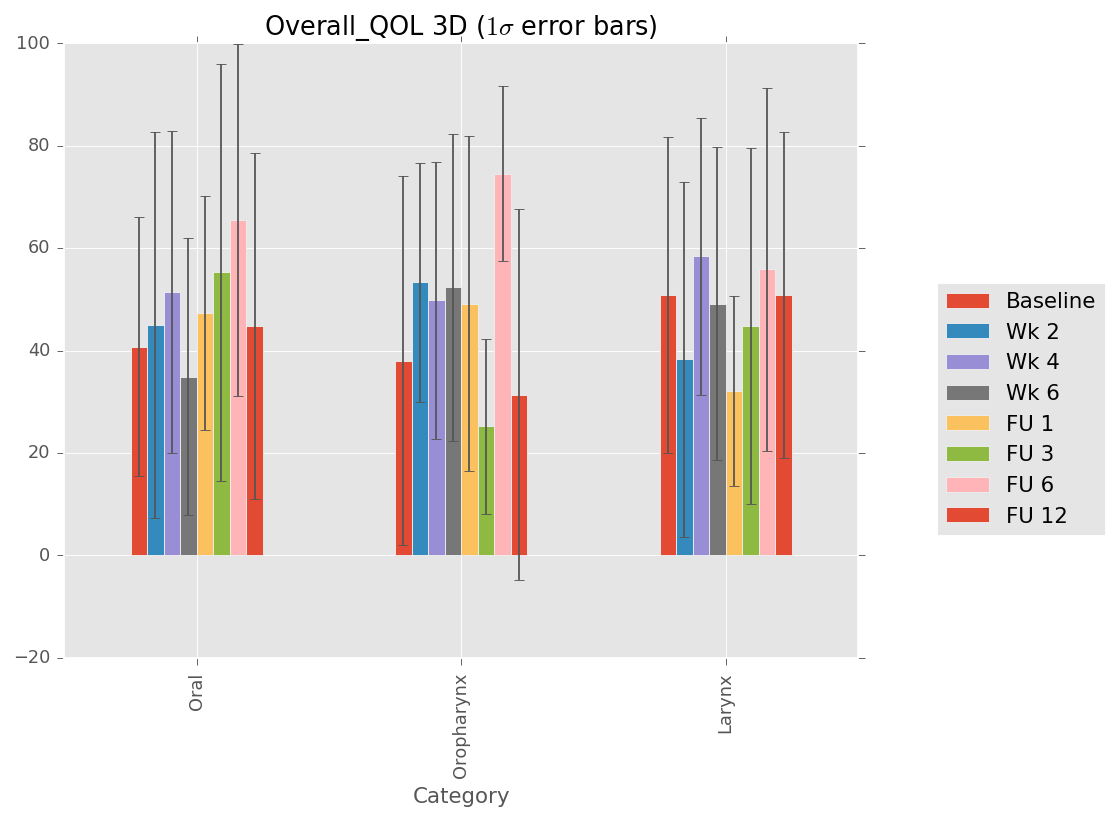 Overall_QOL 3D (1σ error bars)
100
80
60
40
20
0
−20
Oral
Oropharynx
Larynx
Category
Baseline
Wk 2
Wk 4
Wk 6
FU 1
FU 3
FU 6
FU 12